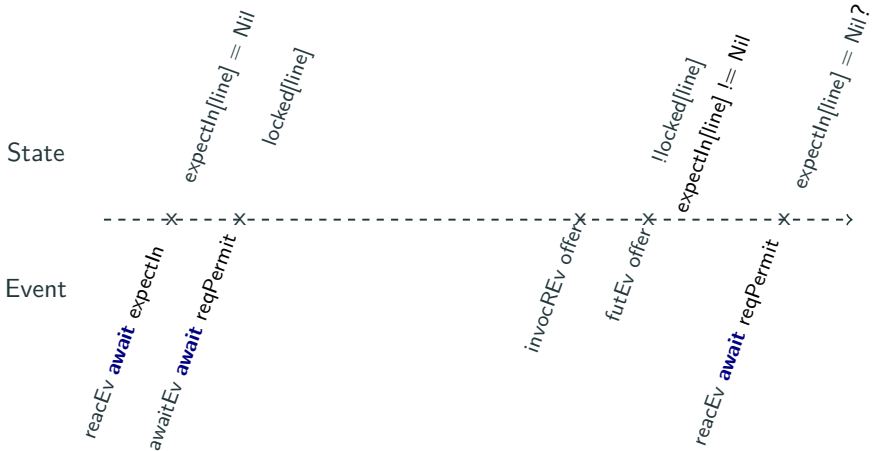 expectIn[line] = Nil
locked[line]
!locked[line]
expectIn[line] != Nil
expectIn[line] = Nil?
State
Event
reacEv await expectIn
awaitEv await reqPermit
invocREv offer
futEv offer
reacEv await reqPermit